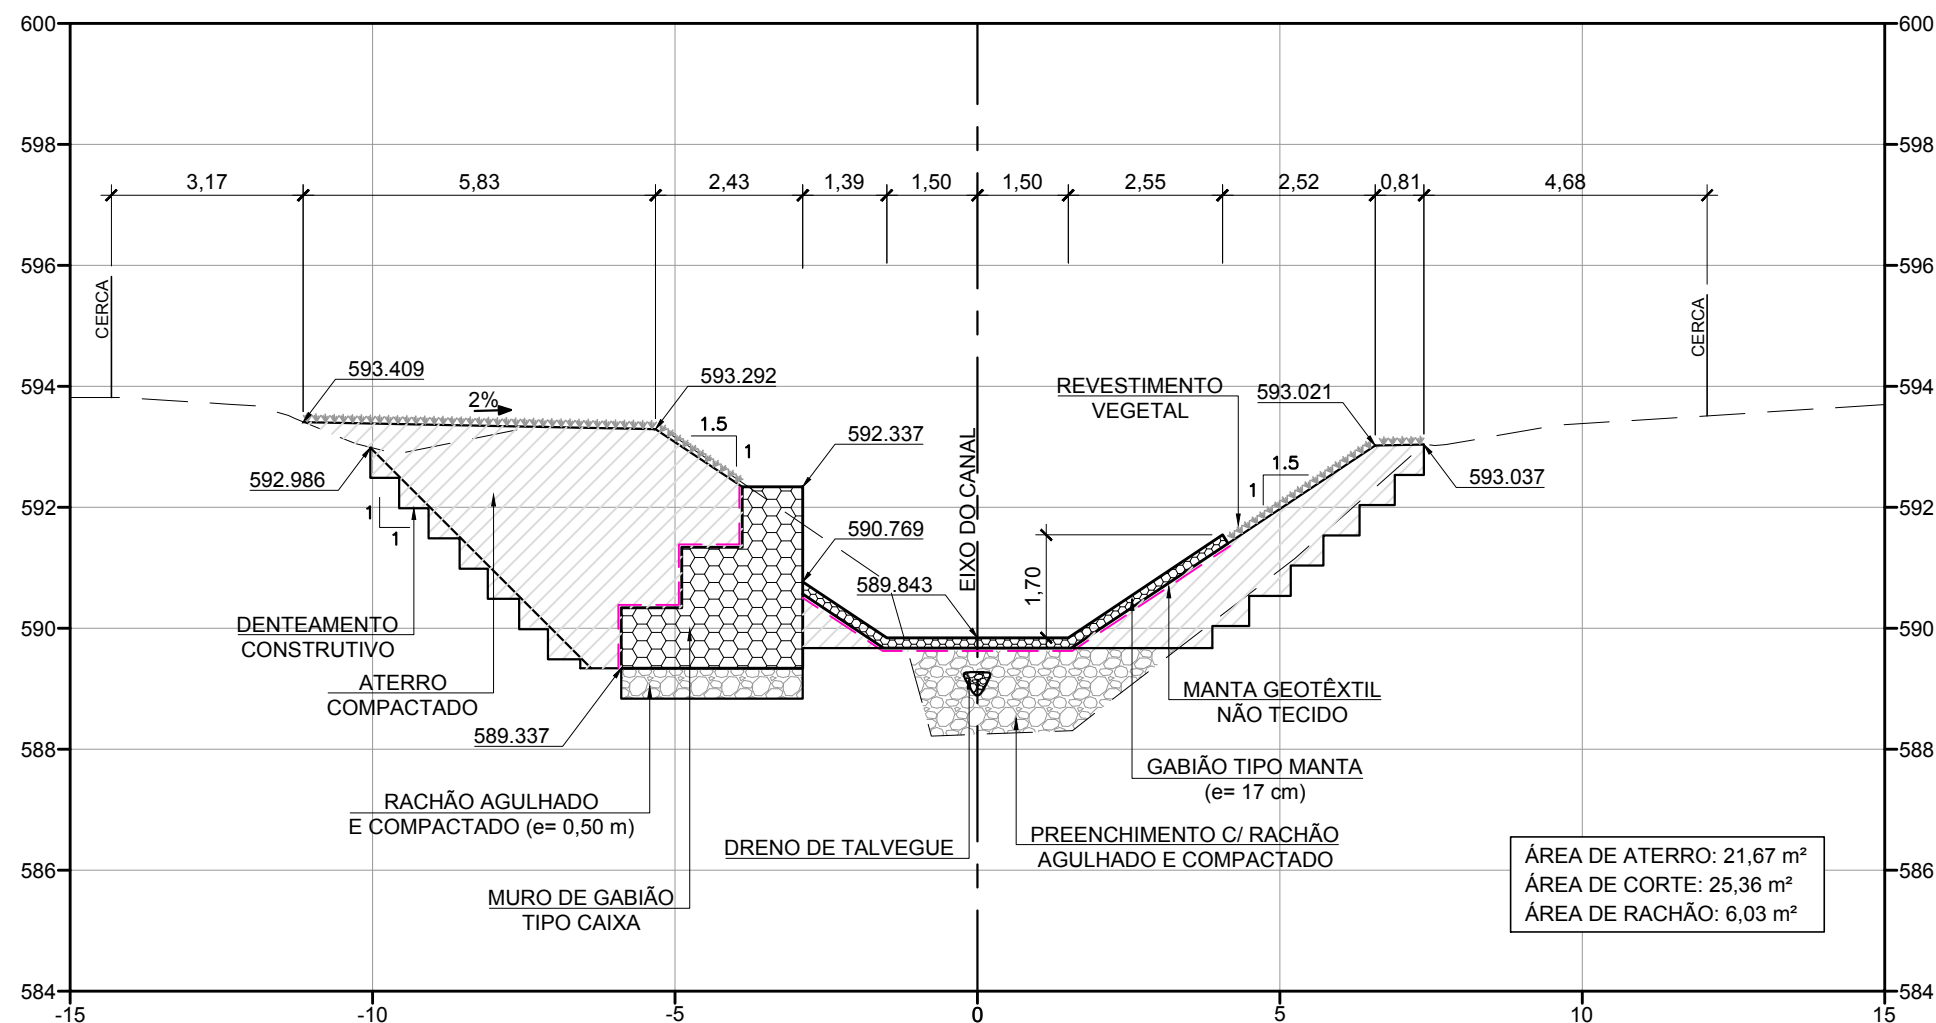 600
600
598
598
3,17
5,83
2,43
1,39
1,50
1,50
2,55
2,52
0,81
4,68
596
596
CERCA
CERCA
EIXO DO CANAL
594
594
593.409
593.292
2%
1.5
1
REVESTIMENTO
VEGETAL
593.021
592.337
592.986
1
1
1.5
1
593.037
592
592
590.769
589.843
1,70
590
590
DENTEAMENTO
CONSTRUTIVO
ATERRO
COMPACTADO
589.337
MANTA GEOTÊXTIL
NÃO TECIDO
588
588
GABIÃO TIPO MANTA
(e= 17 cm)
RACHÃO AGULHADO
E COMPACTADO (e= 0,50 m)
DRENO DE TALVEGUE
PREENCHIMENTO C/ RACHÃO
AGULHADO E COMPACTADO
MURO DE GABIÃO
TIPO CAIXA
586
586
ÁREA DE ATERRO: 21,67 m²
ÁREA DE CORTE: 25,36 m²
ÁREA DE RACHÃO: 6,03 m²
584
584
-15
-10
-5
0
5
10
15